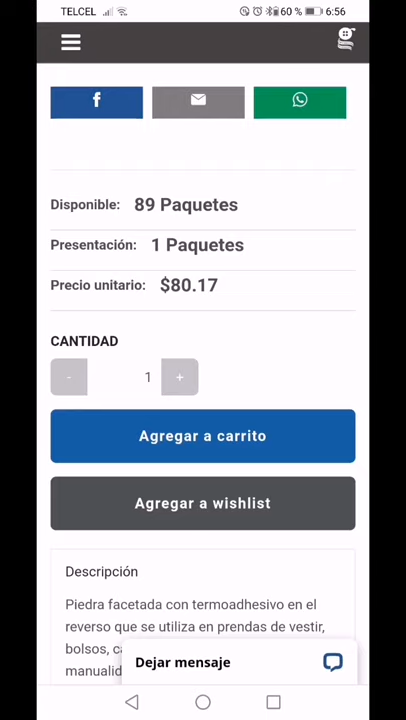 TELCEL 60 % 6:56
Disponible: 89 Paquetes
Presentación: 1 Paquetes
Precio unitario: $80.17
CANTIDAD
- 1 +
Agregar a carrito
Agregar a wishlist
Descripción
Piedra facetada con termoadhesivo en el
reverso que se utiliza en prendas de vestir,
bolsos,
Dejar mensaje